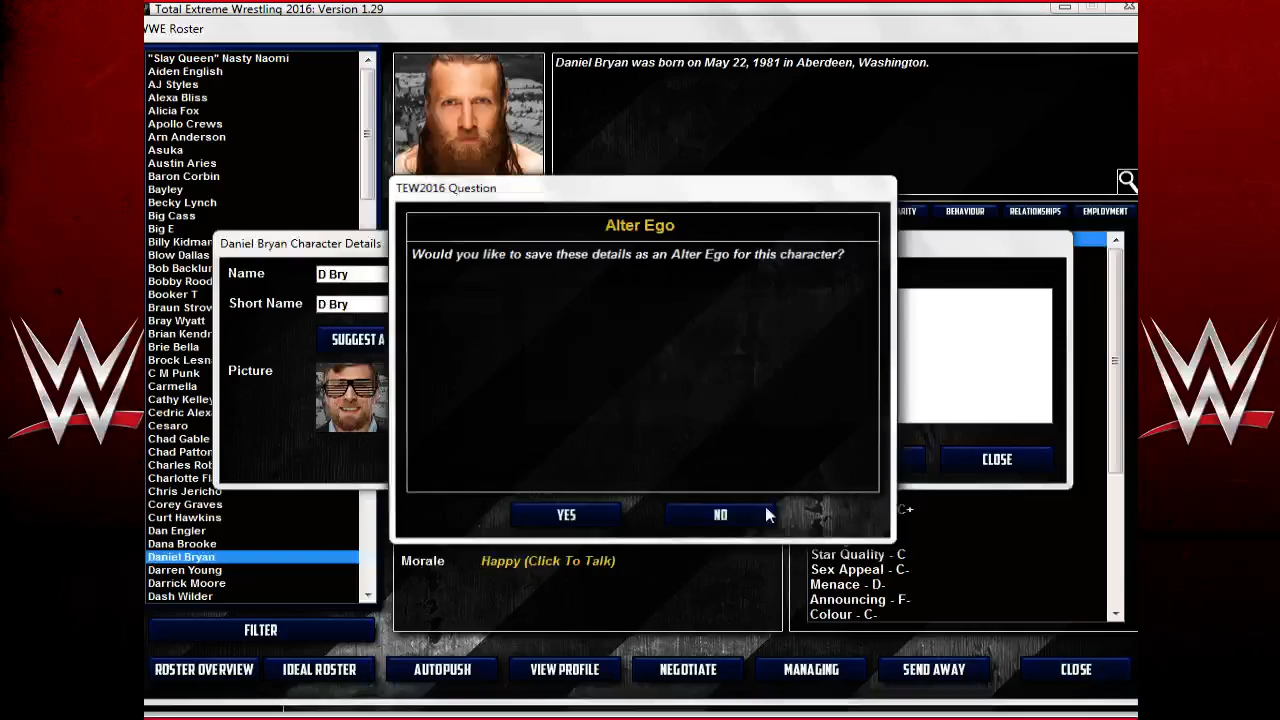 Total Extreme Wrestling 2016: Version 1.29
WWE Roster
"Slay Queen" Nasty Naomi
Aiden English
AJ Styles
Alexa Bliss
Alicia Fox
Apollo Crews
Arn Anderson
Asuka
Austin Aries
Baron Corbin
Bayley
Becky Lynch
Big Cass
Big E
Billy Kidman
Blow Dallas
Bob Backlun
Bobby Rood
Booker T
Braun Strov
Bray Wyatt
Brian Kendr
Brie Bella
Brock Lesn
C M Punk
Carmella
Cathy Kelley
Cedric Alex
Cesaro
Chad Gable
Chad Patton
Charles Rob
Charlotte Fl
Chris Jericho
Corey Graves
Curt Hawkins
Dan Engler
Dana Brooke
Daniel Bryan
Darren Young
Darrick Moore
Dash Wilder
FILTER
Daniel Bryan was born on May 22, 1981 in Aberdeen, Washington.
BEHAVIOUR
RELATIONSHIPS
EMPLOYMENT
Daniel Bryan Character Details
Name
D Bry
Short Name
D Bry
SUGGEST A
Picture
CLOSE
TEW2016 Question
Alter Ego
Would you like to save these details as an Alter Ego for this character?
YES
NO
Morale
Happy (Click To Talk)
C+
Star Quality - C
Sex Appeal - C-
Menace - D-
Announcing - F-
Colour - C-
ROSTER OVERVIEW
IDEAL ROSTER
AUTOPUSH
VIEW PROFILE
NEGOTIATE
MANAGING
SEND AWAY
CLOSE